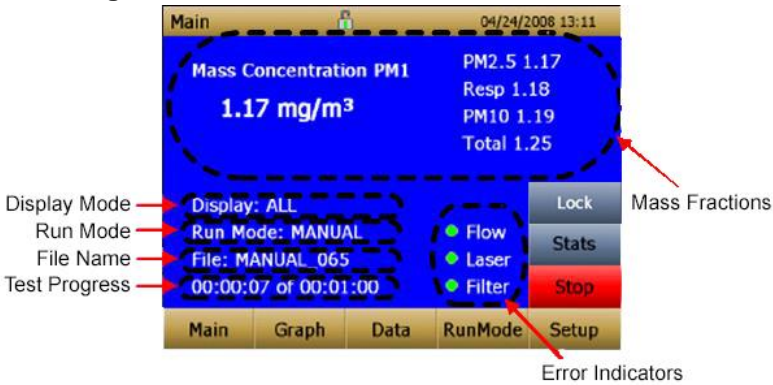 Main 04/24/2008 13:11
Mass Concentration PM1
1.17 mg/m³
PM2.5 1.17
Resp 1.18
PM10 1.19
Total 1.25
Mass Fractions
Display Mode
Run Mode
File Name
Test Progress
Display: ALL
Run Mode: MANUAL
File: MANUAL_065
00:00:07 of 00:01:00
Flow
Laser
Filter
Lock
Stats
Stop
Main Graph Data RunMode Setup
Error Indicators